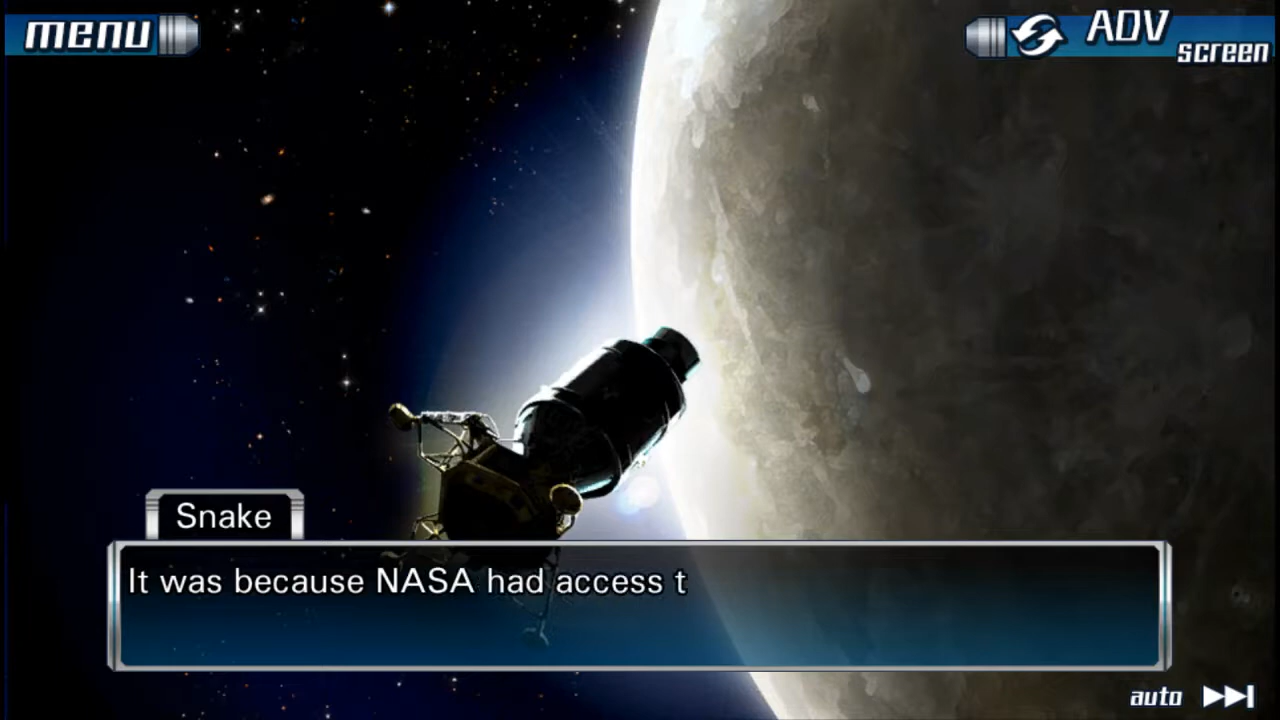 menu
ADV
screen
Snake
It was because NASA had access t
auto